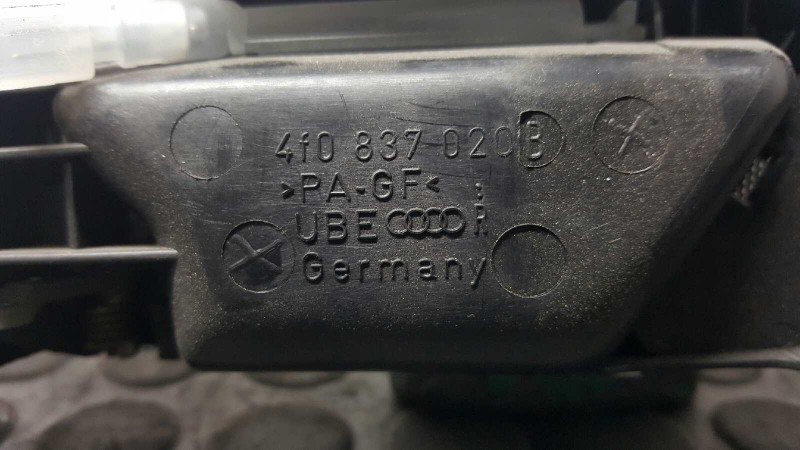 4f0 837 020 B
>PA-GF<
UBE R
Germany